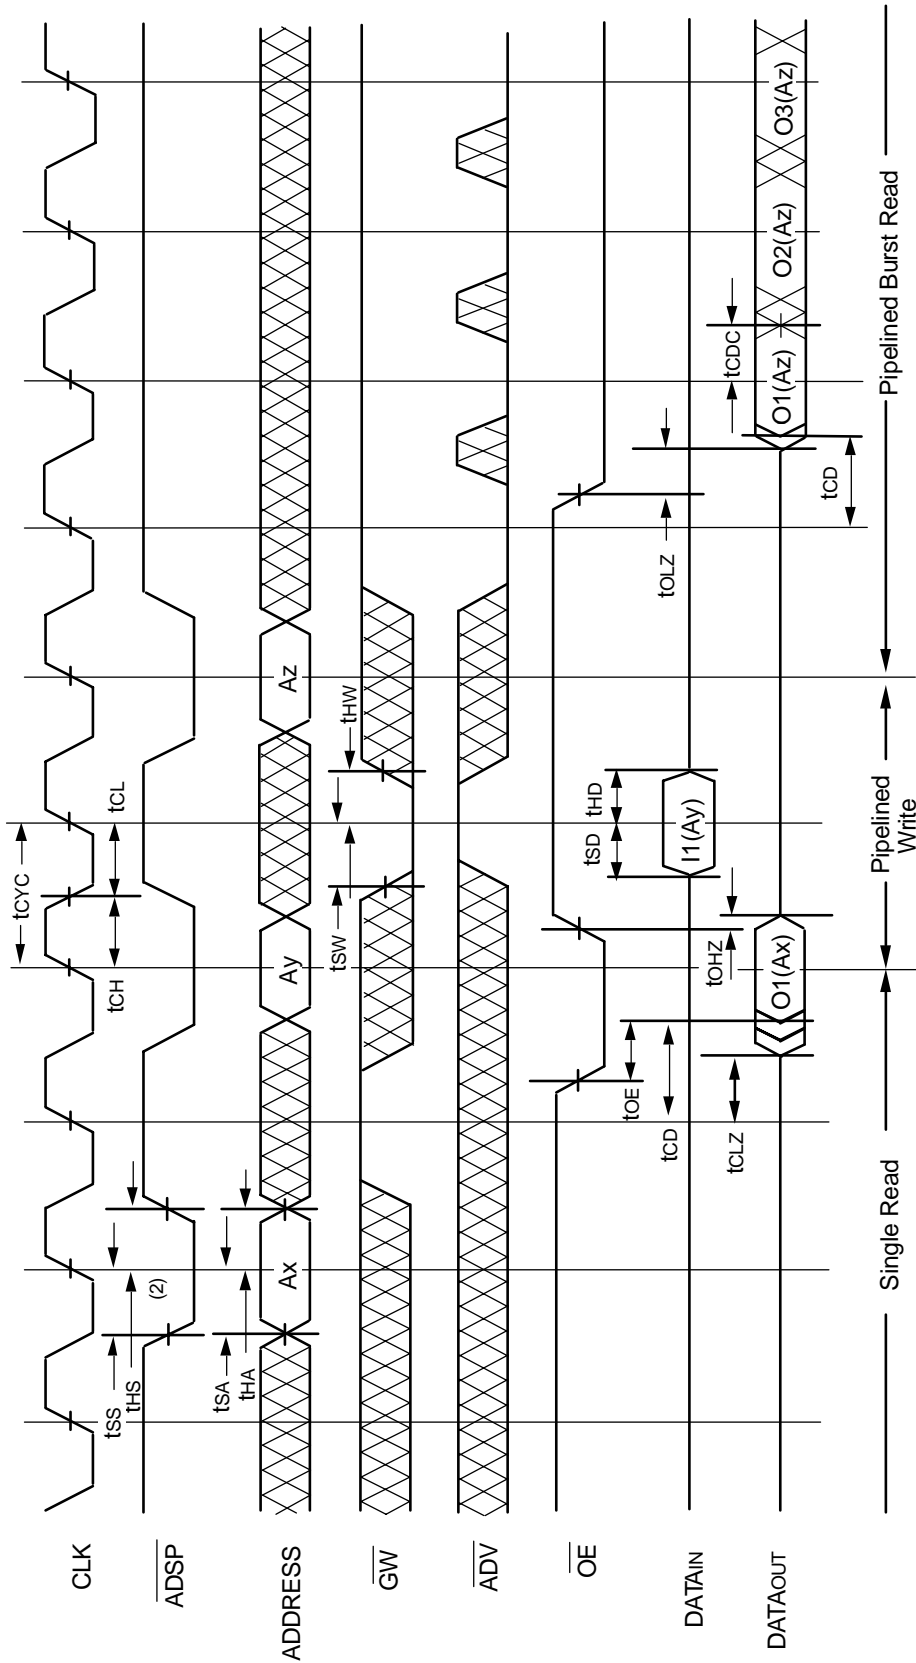 CLK
ADSP
ADDRESS
GW
ADV
OE
DATAIN
DATAOUT
tCYC
tCH
tCL
tSS
tHS
(2)
tSA
tHA
Ax
Ay
Az
tSW
tHW
tOE
tOHZ
tOLZ
tSD
tHD
tCD
I1(Ay)
tCLZ
O1(Ax)
tCDC
tCD
O1(Az)
O2(Az)
O3(Az)
Single Read
Pipelined
Write
Pipelined Burst Read